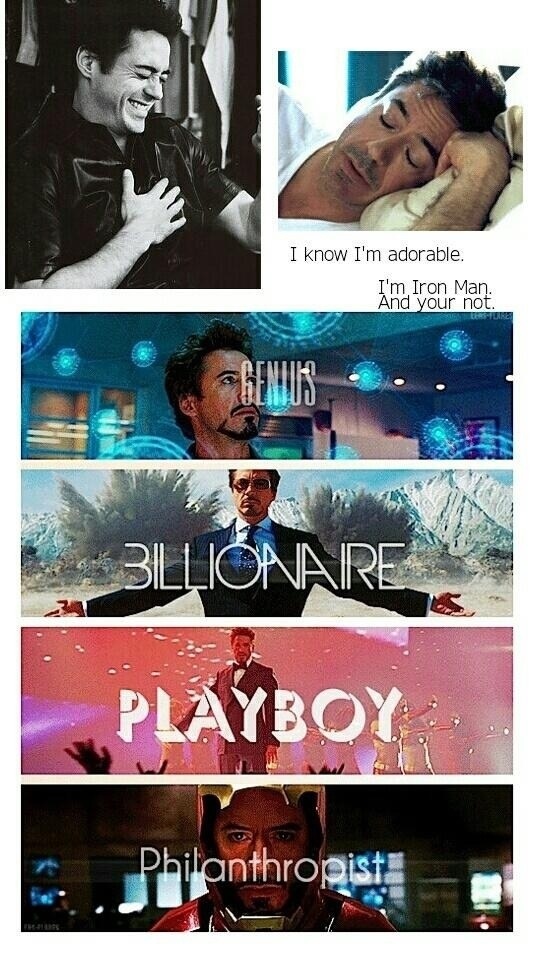 I know I'm adorable.
I'm Iron Man.
And your not.
GENIUS
BILLIONAIRE
PLAYBOY
Philanthropist